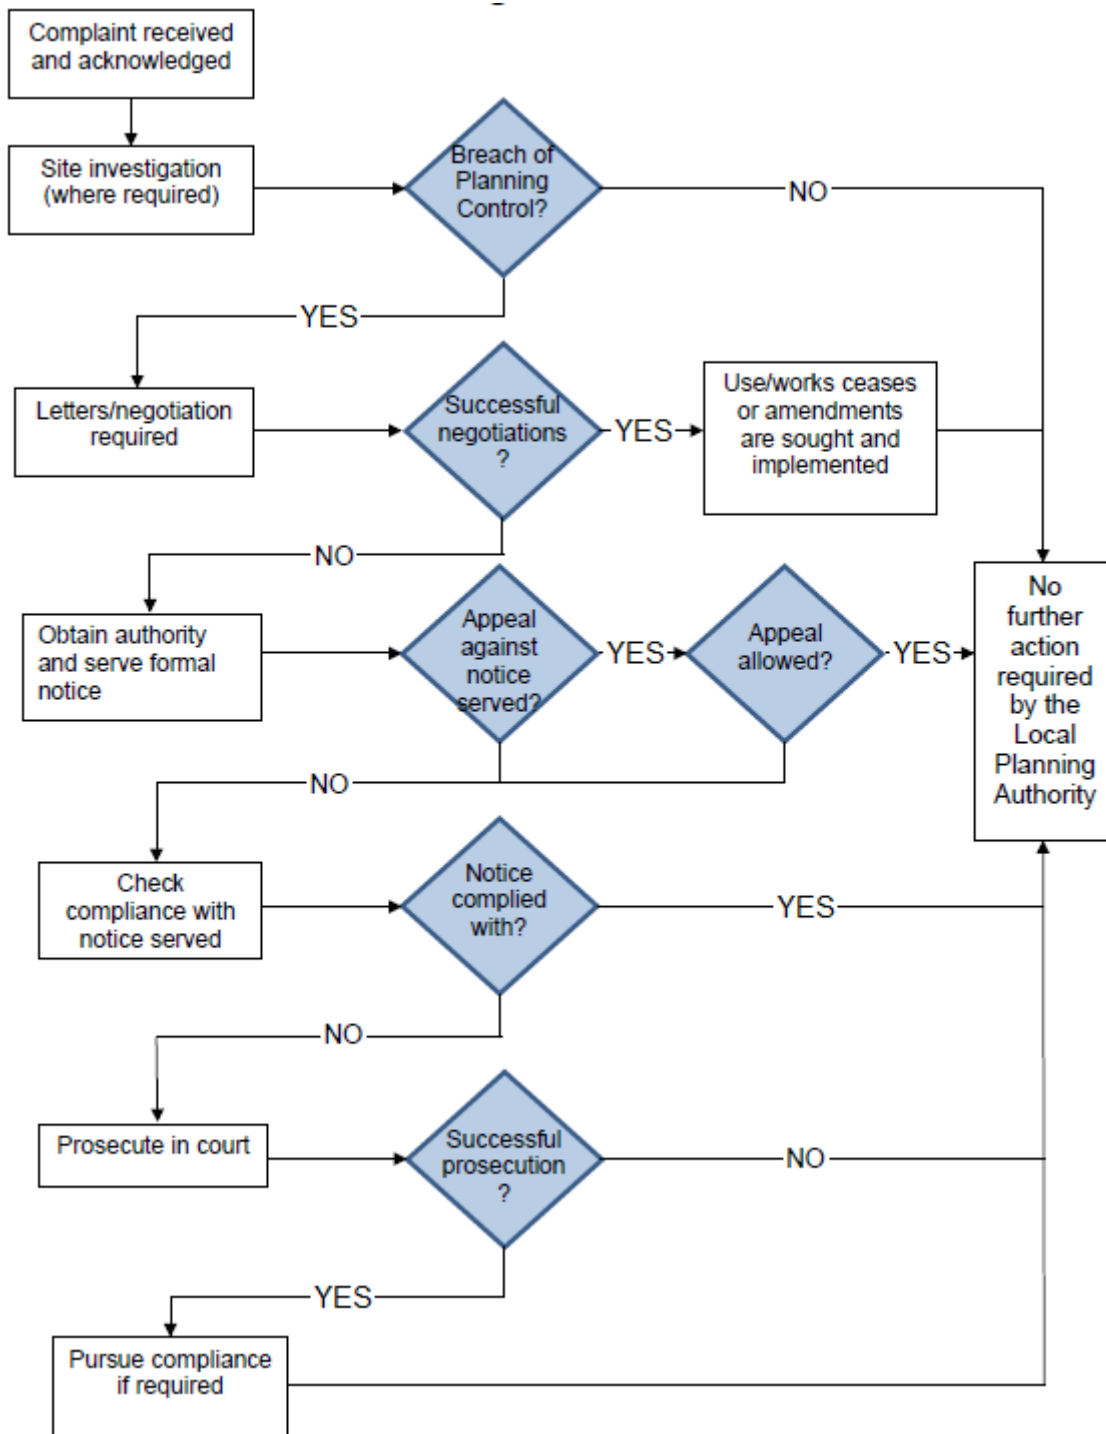 Complaint received
and acknowledged
Site investigation
(where required)
Breach of
Planning
Control?
NO
YES
Letters/negotiation
required
Successful
negotiations
?
YES
Use/works ceases
or amendments
are sought and
implemented
NO
Obtain authority
and serve formal
notice
Appeal
against
notice
served?
YES
Appeal
allowed?
YES
No
further
action
required
by the
Local
Planning
Authority
NO
Check
compliance with
notice served
Notice
complied
with?
YES
NO
Prosecute in court
Successful
prosecution
?
NO
YES
Pursue compliance
if required